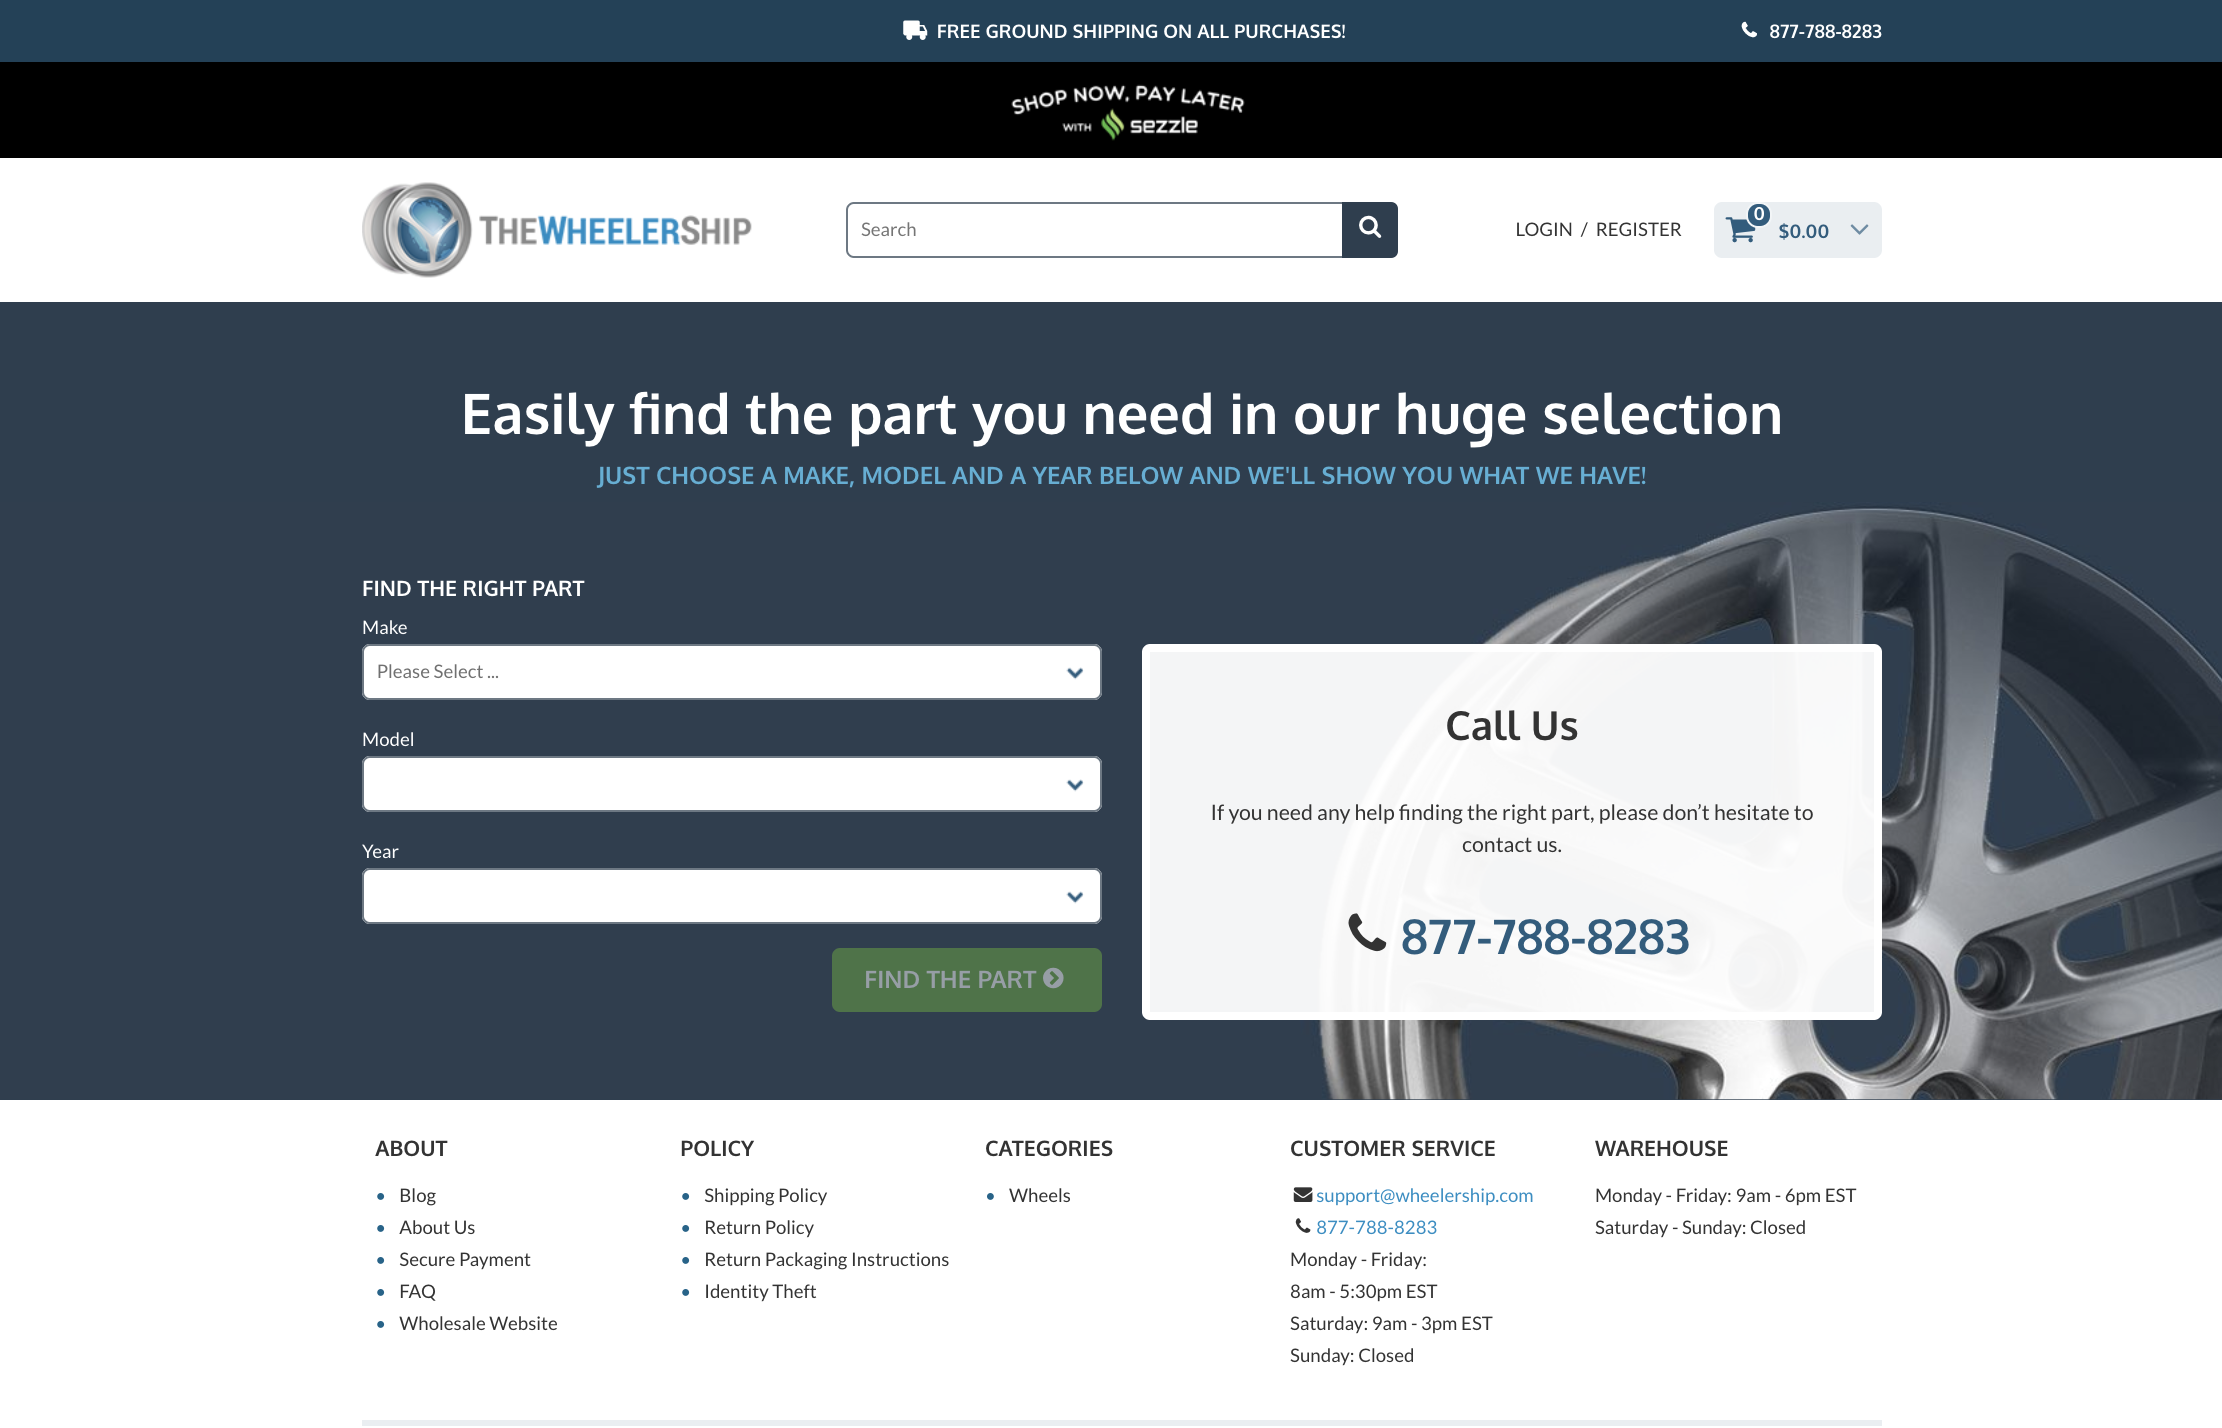 FREE GROUND SHIPPING ON ALL PURCHASES!
877-788-8283
SHOP NOW, PAY LATER
WITH sezzle
THEWHEELERSHIP
Search
LOGIN / REGISTER
0
$0.00
Easily find the part you need in our huge selection
JUST CHOOSE A MAKE, MODEL AND A YEAR BELOW AND WE'LL SHOW YOU WHAT WE HAVE!
FIND THE RIGHT PART
Make
Please Select ...
Model
Year
FIND THE PART
Call Us
If you need any help finding the right part, please don’t hesitate to
contact us.
877-788-8283
ABOUT
Blog
About Us
Secure Payment
FAQ
Wholesale Website
POLICY
Shipping Policy
Return Policy
Return Packaging Instructions
Identity Theft
CATEGORIES
Wheels
CUSTOMER SERVICE
support@wheelership.com
877-788-8283
Monday - Friday:
8am - 5:30pm EST
Saturday: 9am - 3pm EST
Sunday: Closed
WAREHOUSE
Monday - Friday: 9am - 6pm EST
Saturday - Sunday: Closed